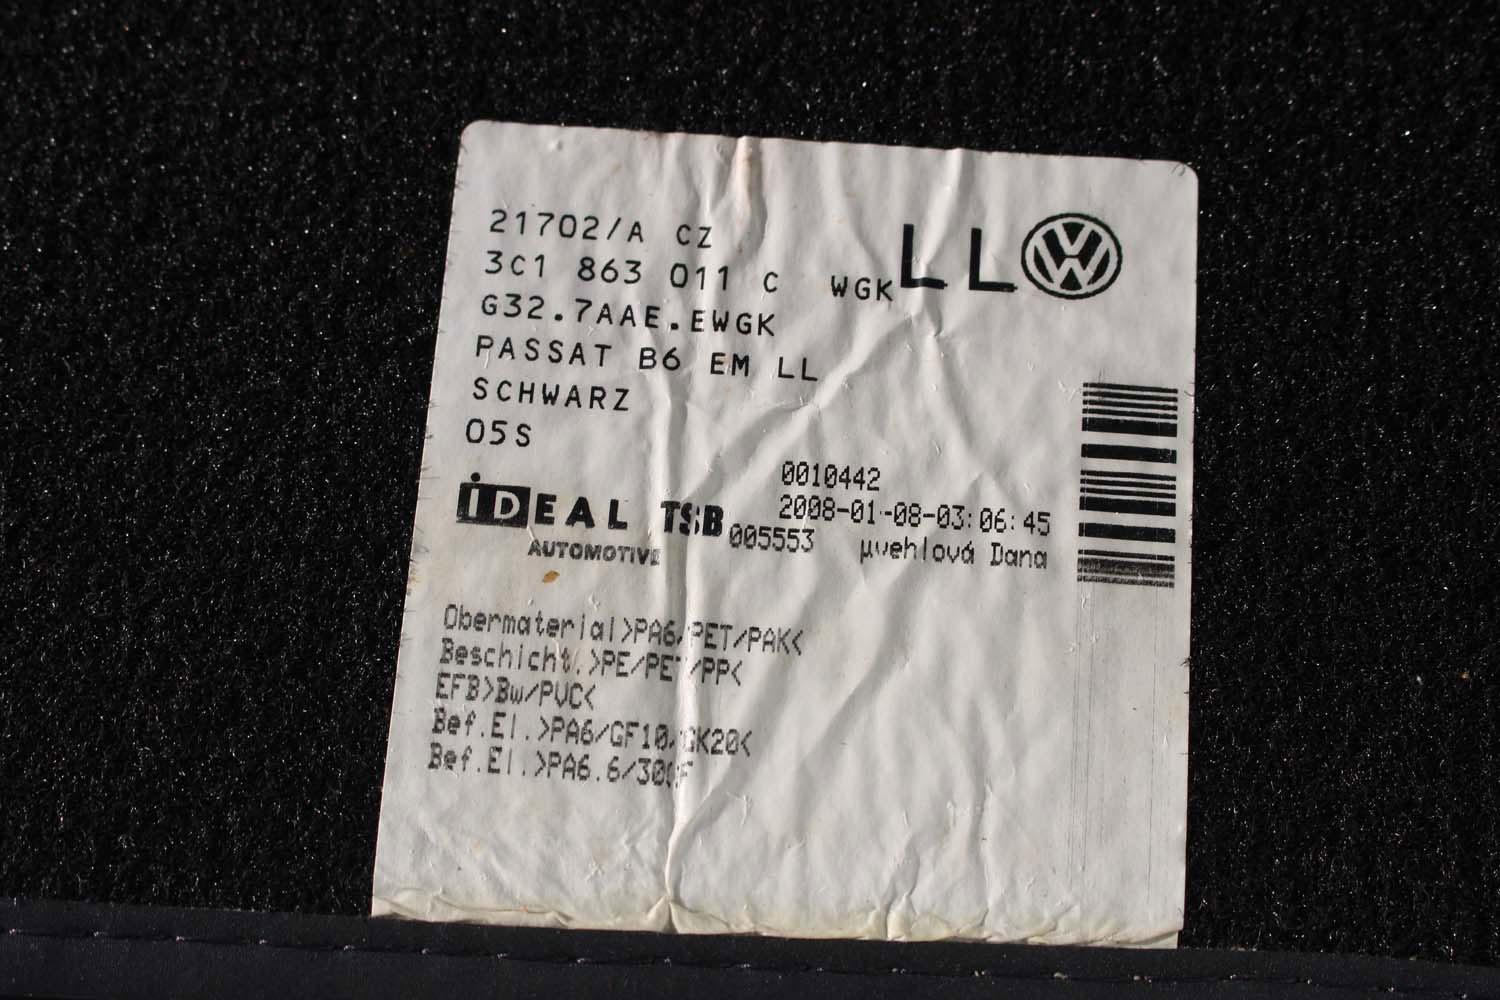 21702/A CZ
3C1 863 011 C WGK LL
G32.7AAE.EWGK
PASSAT B6 EM LL
SCHWARZ
05S
iDEAL TSB
AUTOMOTIVE
0010442
2008-01-08-03:06:45
005553 µvehlová Dana
Obermaterial>PA6/PET/PAK<
Beschicht.>PE/PET/PP<
EFB>Bw/PVC<
Bef.El.>PA6/GF10/GK20<
Bef.El.>PA6.6/30GF